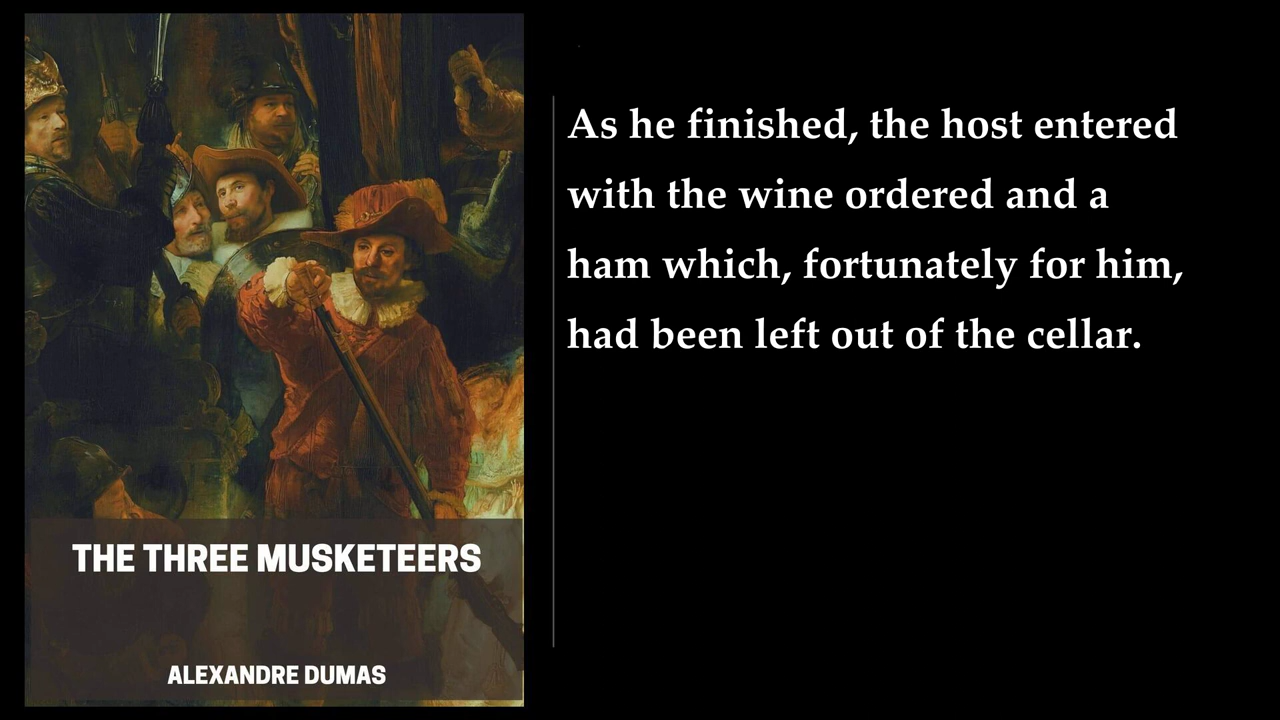 THE THREE MUSKETEERS
ALEXANDRE DUMAS
As he finished, the host entered
with the wine ordered and a
ham which, fortunately for him,
had been left out of the cellar.